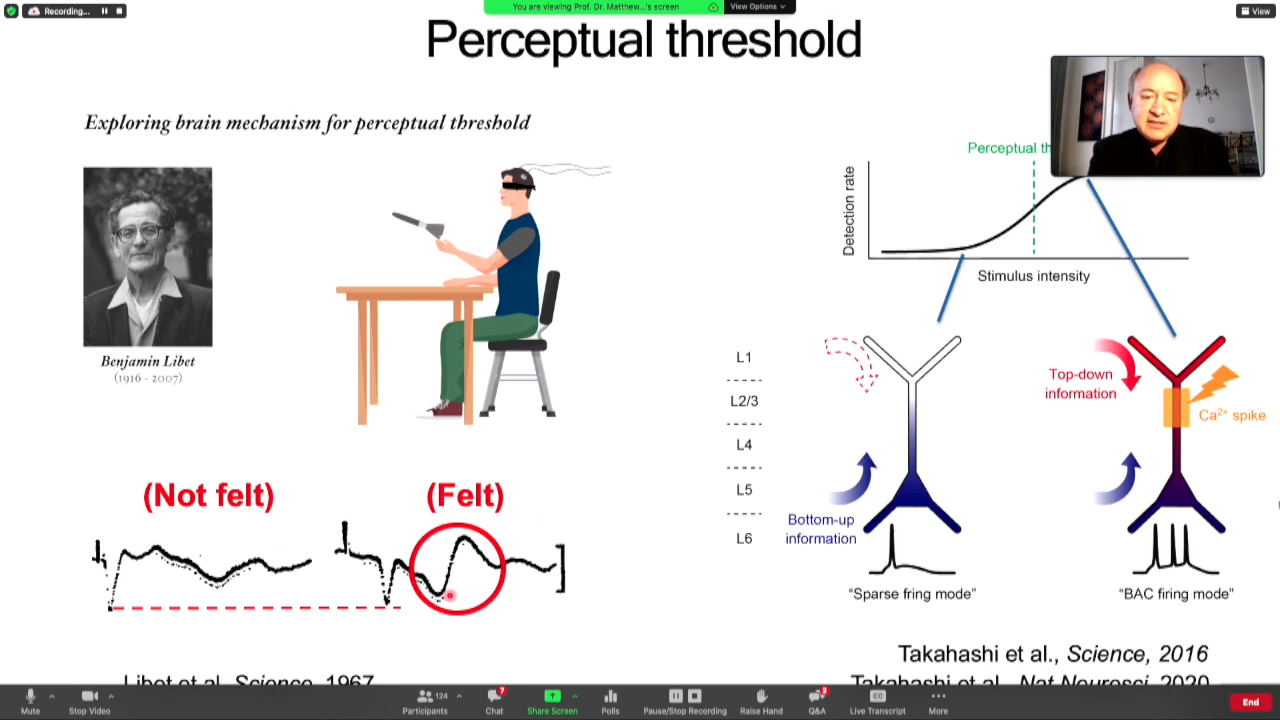 Recording...
You are viewing Prof. Dr. Matthew...'s screen
View Options
View
Perceptual threshold
Exploring brain mechanism for perceptual threshold
Benjamin Libet
(1916 - 2007)
(Not felt)
(Felt)
Libet et al. Science, 1967
Perceptual th
Detection rate
Stimulus intensity
L1
L2/3
L4
L5
L6
Top-down
information
Ca²⁺ spike
Bottom-up
information
"Sparse fring mode"
"BAC firing mode"
Takahashi et al., Science, 2016
Takahashi et al., Nat Neurosci, 2020
Mute
Stop Video
124
Participants
7
Chat
Share Screen
Polls
Pause/Stop Recording
Raise Hand
2
Q&A
CC
Live Transcript
More
End